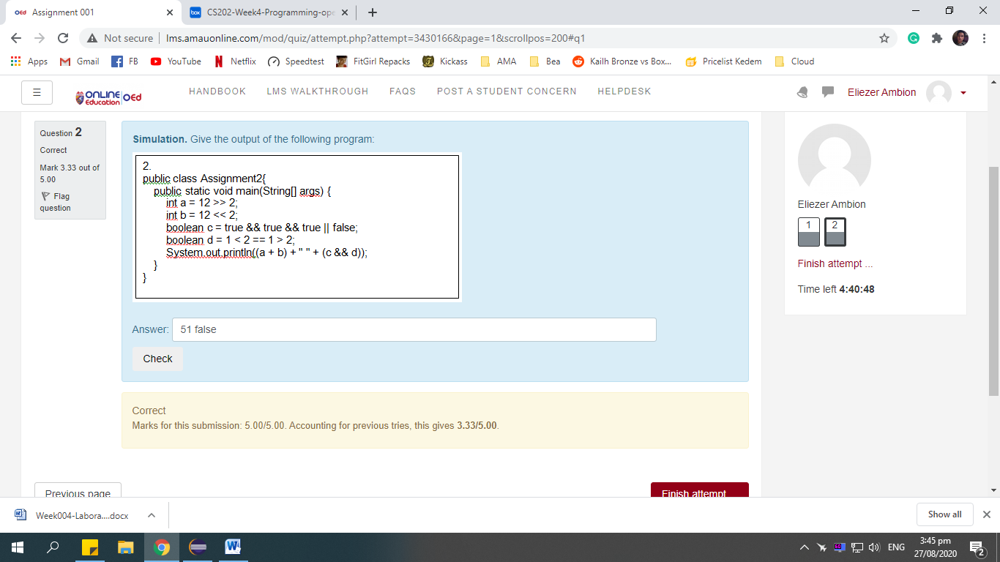 Assignment 001
CS202-Week4-Programming-ope
Not secure
lms.amauonline.com/mod/quiz/attempt.php?attempt=3430166&page=1&scrollpos=200#q1
Apps Gmail FB YouTube Netflix Speedtest FitGirl Repacks Kickass AMA Bea Kailh Bronze vs Box... Pricelist Kedem Cloud
ONLINE Education OEd
HANDBOOK LMS WALKTHROUGH FAQS POST A STUDENT CONCERN HELPDESK
Eliezer Ambion
Question 2
Correct
Mark 3.33 out of
5.00
Flag
question
Simulation. Give the output of the following program:
2.
public class Assignment2{
public static void main(String[] args) {
int a = 12 >> 2;
int b = 12 << 2;
boolean c = true && true && true || false;
boolean d = 1 < 2 == 1 > 2;
System.out.println((a + b) + " " + (c && d));
}
}
Answer: 51 false
Check
Correct
Marks for this submission: 5.00/5.00. Accounting for previous tries, this gives 3.33/5.00.
Previous page
Finish attempt
Eliezer Ambion
1 2
Finish attempt ...
Time left 4:40:48
Week004-Labora....docx
Show all
ENG
3:45 pm
27/08/2020
2